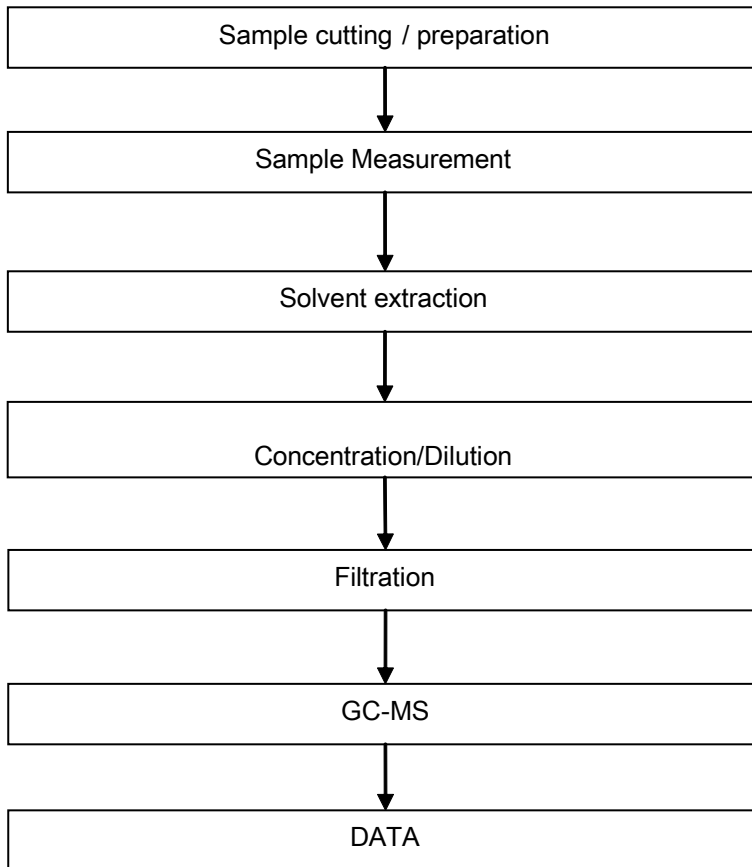 Sample cutting / preparation
Sample Measurement
Solvent extraction
Concentration/Dilution
Filtration
GC-MS
DATA